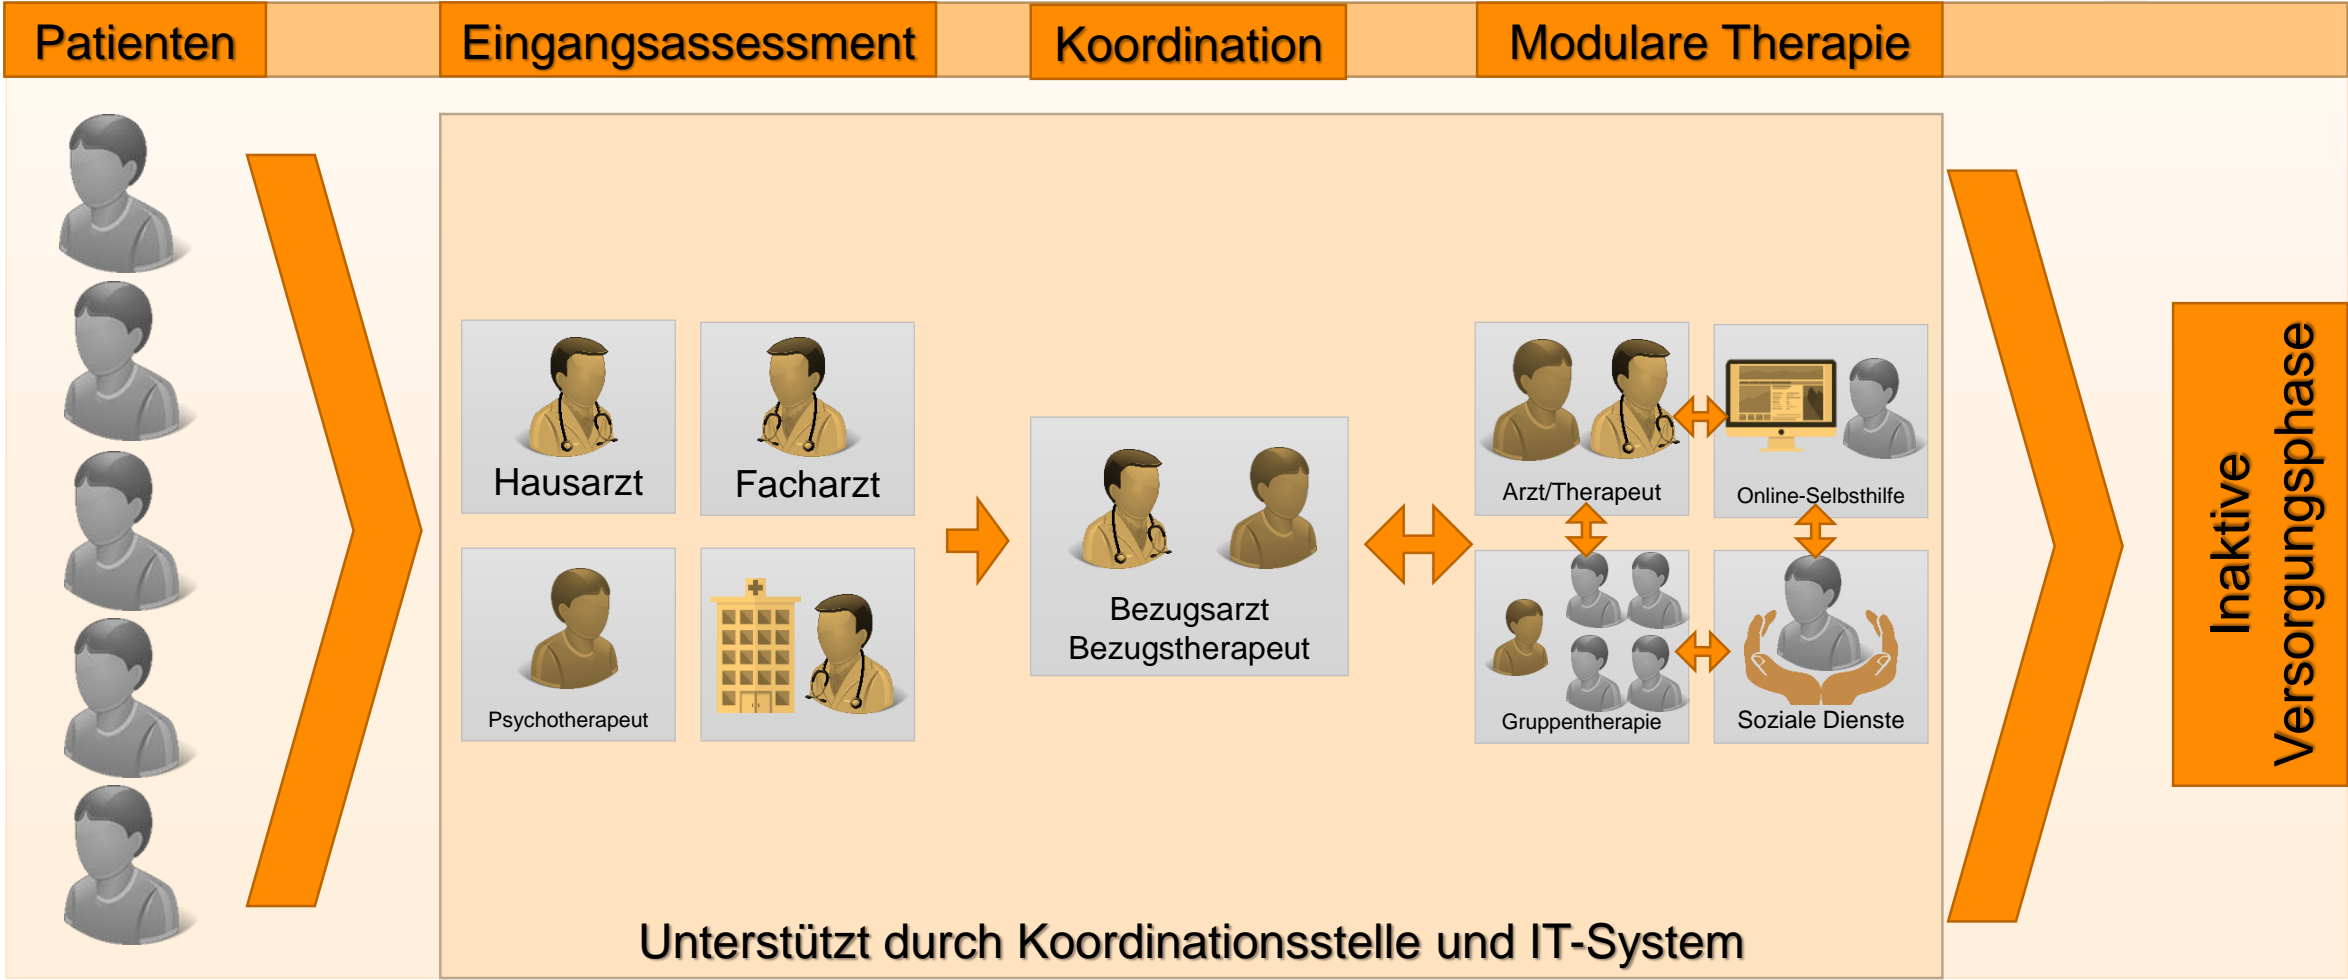 Patienten
Eingangsassessment
Koordination
Modulare Therapie
Hausarzt
Facharzt
Psychotherapeut
Bezugsarzt
Bezugstherapeut
Arzt/Therapeut
Online-Selbsthilfe
Gruppentherapie
Soziale Dienste
Inaktive
Versorgungsphase
Unterstützt durch Koordinationsstelle und IT-System